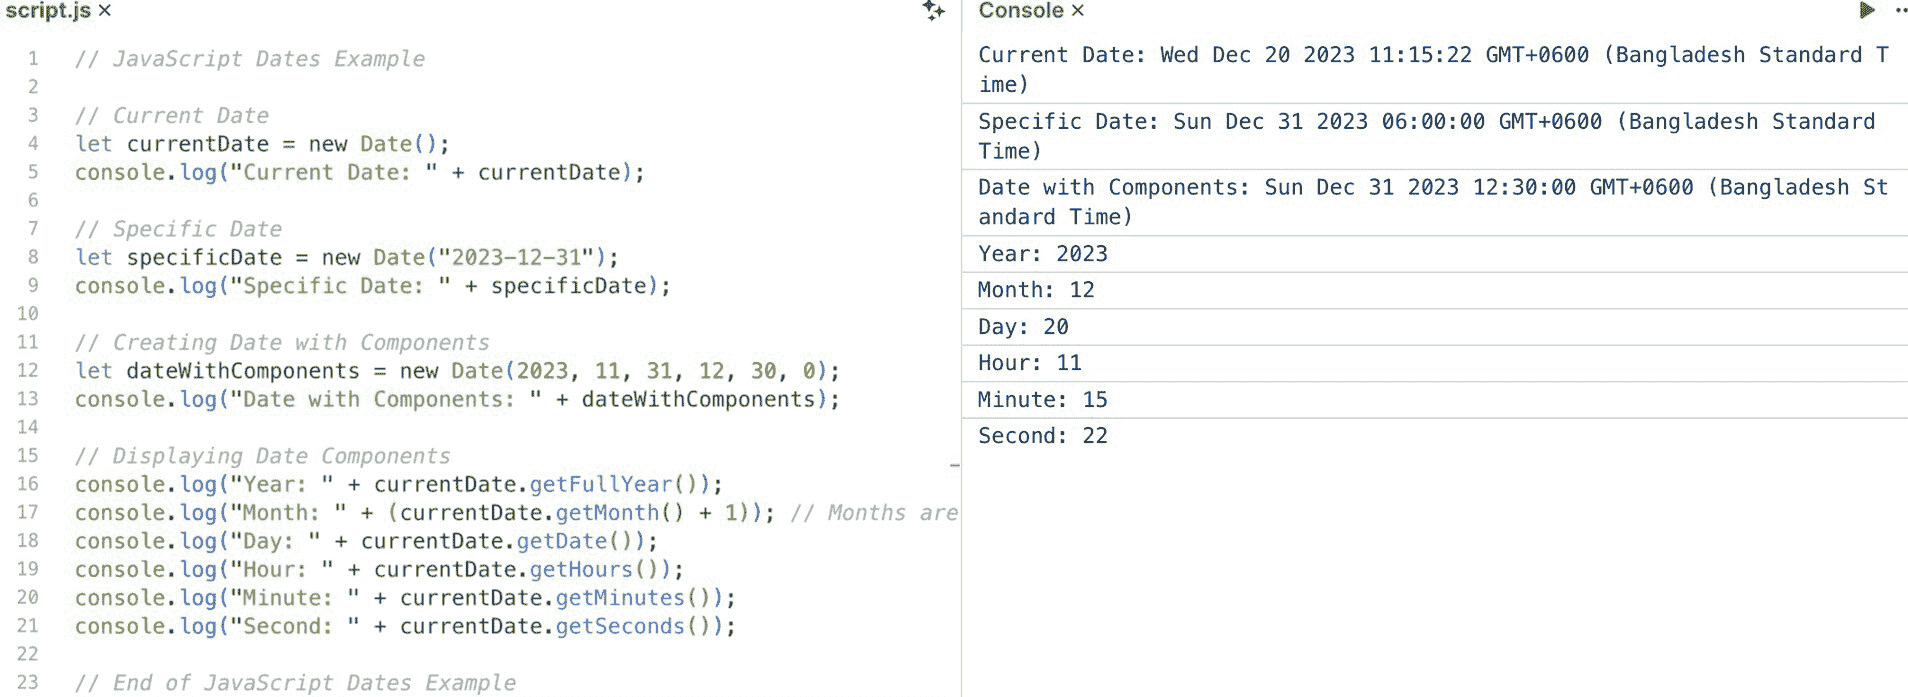 script.js ×
1 // JavaScript Dates Example
2
3 // Current Date
4 let currentDate = new Date();
5 console.log("Current Date: " + currentDate);
6
7 // Specific Date
8 let specificDate = new Date("2023-12-31");
9 console.log("Specific Date: " + specificDate);
10
11 // Creating Date with Components
12 let dateWithComponents = new Date(2023, 11, 31, 12, 30, 0);
13 console.log("Date with Components: " + dateWithComponents);
14
15 // Displaying Date Components
16 console.log("Year: " + currentDate.getFullYear());
17 console.log("Month: " + (currentDate.getMonth() + 1)); // Months are
18 console.log("Day: " + currentDate.getDate());
19 console.log("Hour: " + currentDate.getHours());
20 console.log("Minute: " + currentDate.getMinutes());
21 console.log("Second: " + currentDate.getSeconds());
22
23 // End of JavaScript Dates Example
Console ×
Current Date: Wed Dec 20 2023 11:15:22 GMT+0600 (Bangladesh Standard T
ime)
Specific Date: Sun Dec 31 2023 06:00:00 GMT+0600 (Bangladesh Standard
Time)
Date with Components: Sun Dec 31 2023 12:30:00 GMT+0600 (Bangladesh St
andard Time)
Year: 2023
Month: 12
Day: 20
Hour: 11
Minute: 15
Second: 22